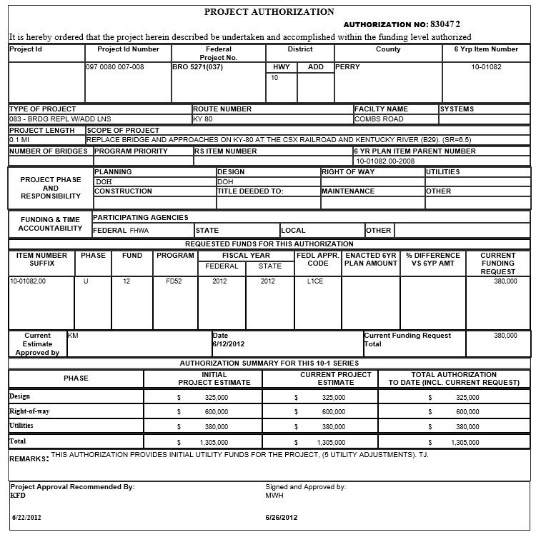 PROJECT AUTHORIZATION
AUTHORIZATION NO: 83047 2
It is hereby ordered that the project herein described be undertaken and accomplished within the funding level authorized
Project Id Project Id Number Federal Project No. District County 6 Yrp Item Number
097 0080 007-008 BRO 5271(037) HWY ADD PERRY 10-01082
10
TYPE OF PROJECT ROUTE NUMBER FACILTY NAME SYSTEMS
083 - BRDG REPL W/ADD LNS KY 80 COMBS ROAD
PROJECT LENGTH SCOPE OF PROJECT
0.1 MI REPLACE BRIDGE AND APPROACHES ON KY-80 AT THE CSX RAILROAD AND KENTUCKY RIVER (B29) (SR=6.5)
NUMBER OF BRIDGES PROGRAM PRIORITY RS ITEM NUMBER 6 YR PLAN ITEM PARENT NUMBER
10-01082.00-2008
PROJECT PHASE AND RESPONSIBILITY PLANNING DESIGN RIGHT OF WAY UTILITIES
DOH DOH
CONSTRUCTION TITLE DEEDED TO: MAINTENANCE OTHER
FUNDING & TIME ACCOUNTABILITY PARTICIPATING AGENCIES
FEDERAL FHWA STATE LOCAL OTHER
REQUESTED FUNDS FOR THIS AUTHORIZATION
ITEM NUMBER SUFFIX PHASE FUND PROGRAM FISCAL YEAR FEDL APPR. CODE ENACTED 6YR PLAN AMOUNT % DIFFERENCE VS 6YP AMT CURRENT FUNDING REQUEST
FEDERAL STATE
10-01082.00 U 12 FD52 2012 2012 L1CE 380,000
Current Estimate Approved by KM Date 6/12/2012 Current Funding Request Total 380,000
AUTHORIZATION SUMMARY FOR THIS 10-1 SERIES
PHASE INITIAL PROJECT ESTIMATE CURRENT PROJECT ESTIMATE TOTAL AUTHORIZATION TO DATE (INCL. CURRENT REQUEST)
Design $ 325,000 $ 325,000 $ 325,000
Right-of-way $ 600,000 $ 600,000 $ 600,000
Utilities $ 380,000 $ 380,000 $ 380,000
Total $ 1,305,000 $ 1,305,000 $ 1,305,000
REMARKS: THIS AUTHORIZATION PROVIDES INITIAL UTILITY FUNDS FOR THE PROJECT, (5 UTILITY ADJUSTMENTS). TJ.
Project Approval Recommended By: Signed and Approved by:
KFD MWH
6/22/2012 6/26/2012